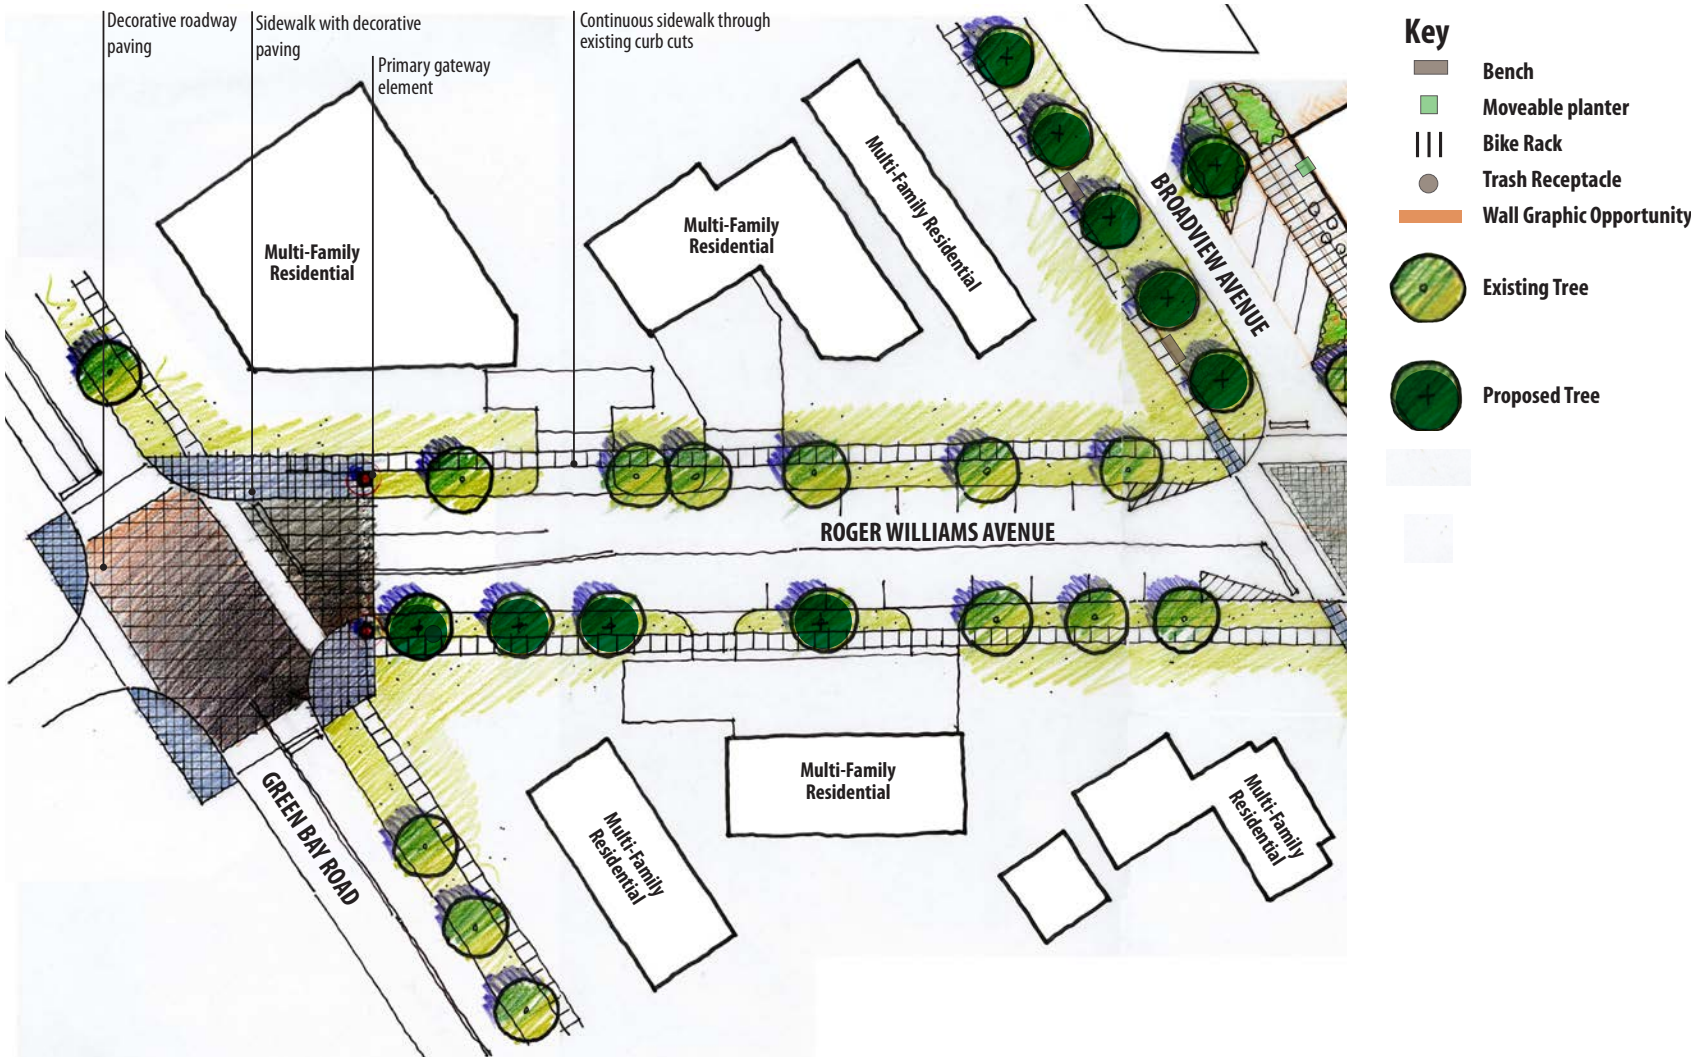 Decorative roadway
paving
Sidewalk with decorative
paving
Primary gateway
element
Continuous sidewalk through
existing curb cuts
Multi-Family
Residential
Multi-Family
Residential
Multi-Family Residential
BROADVIEW AVENUE
ROGER WILLIAMS AVENUE
GREEN BAY ROAD
Multi-Family
Residential
Multi-Family
Residential
Multi-Family
Residential
Key
Bench
Moveable planter
Bike Rack
Trash Receptacle
Wall Graphic Opportunity
Existing Tree
Proposed Tree